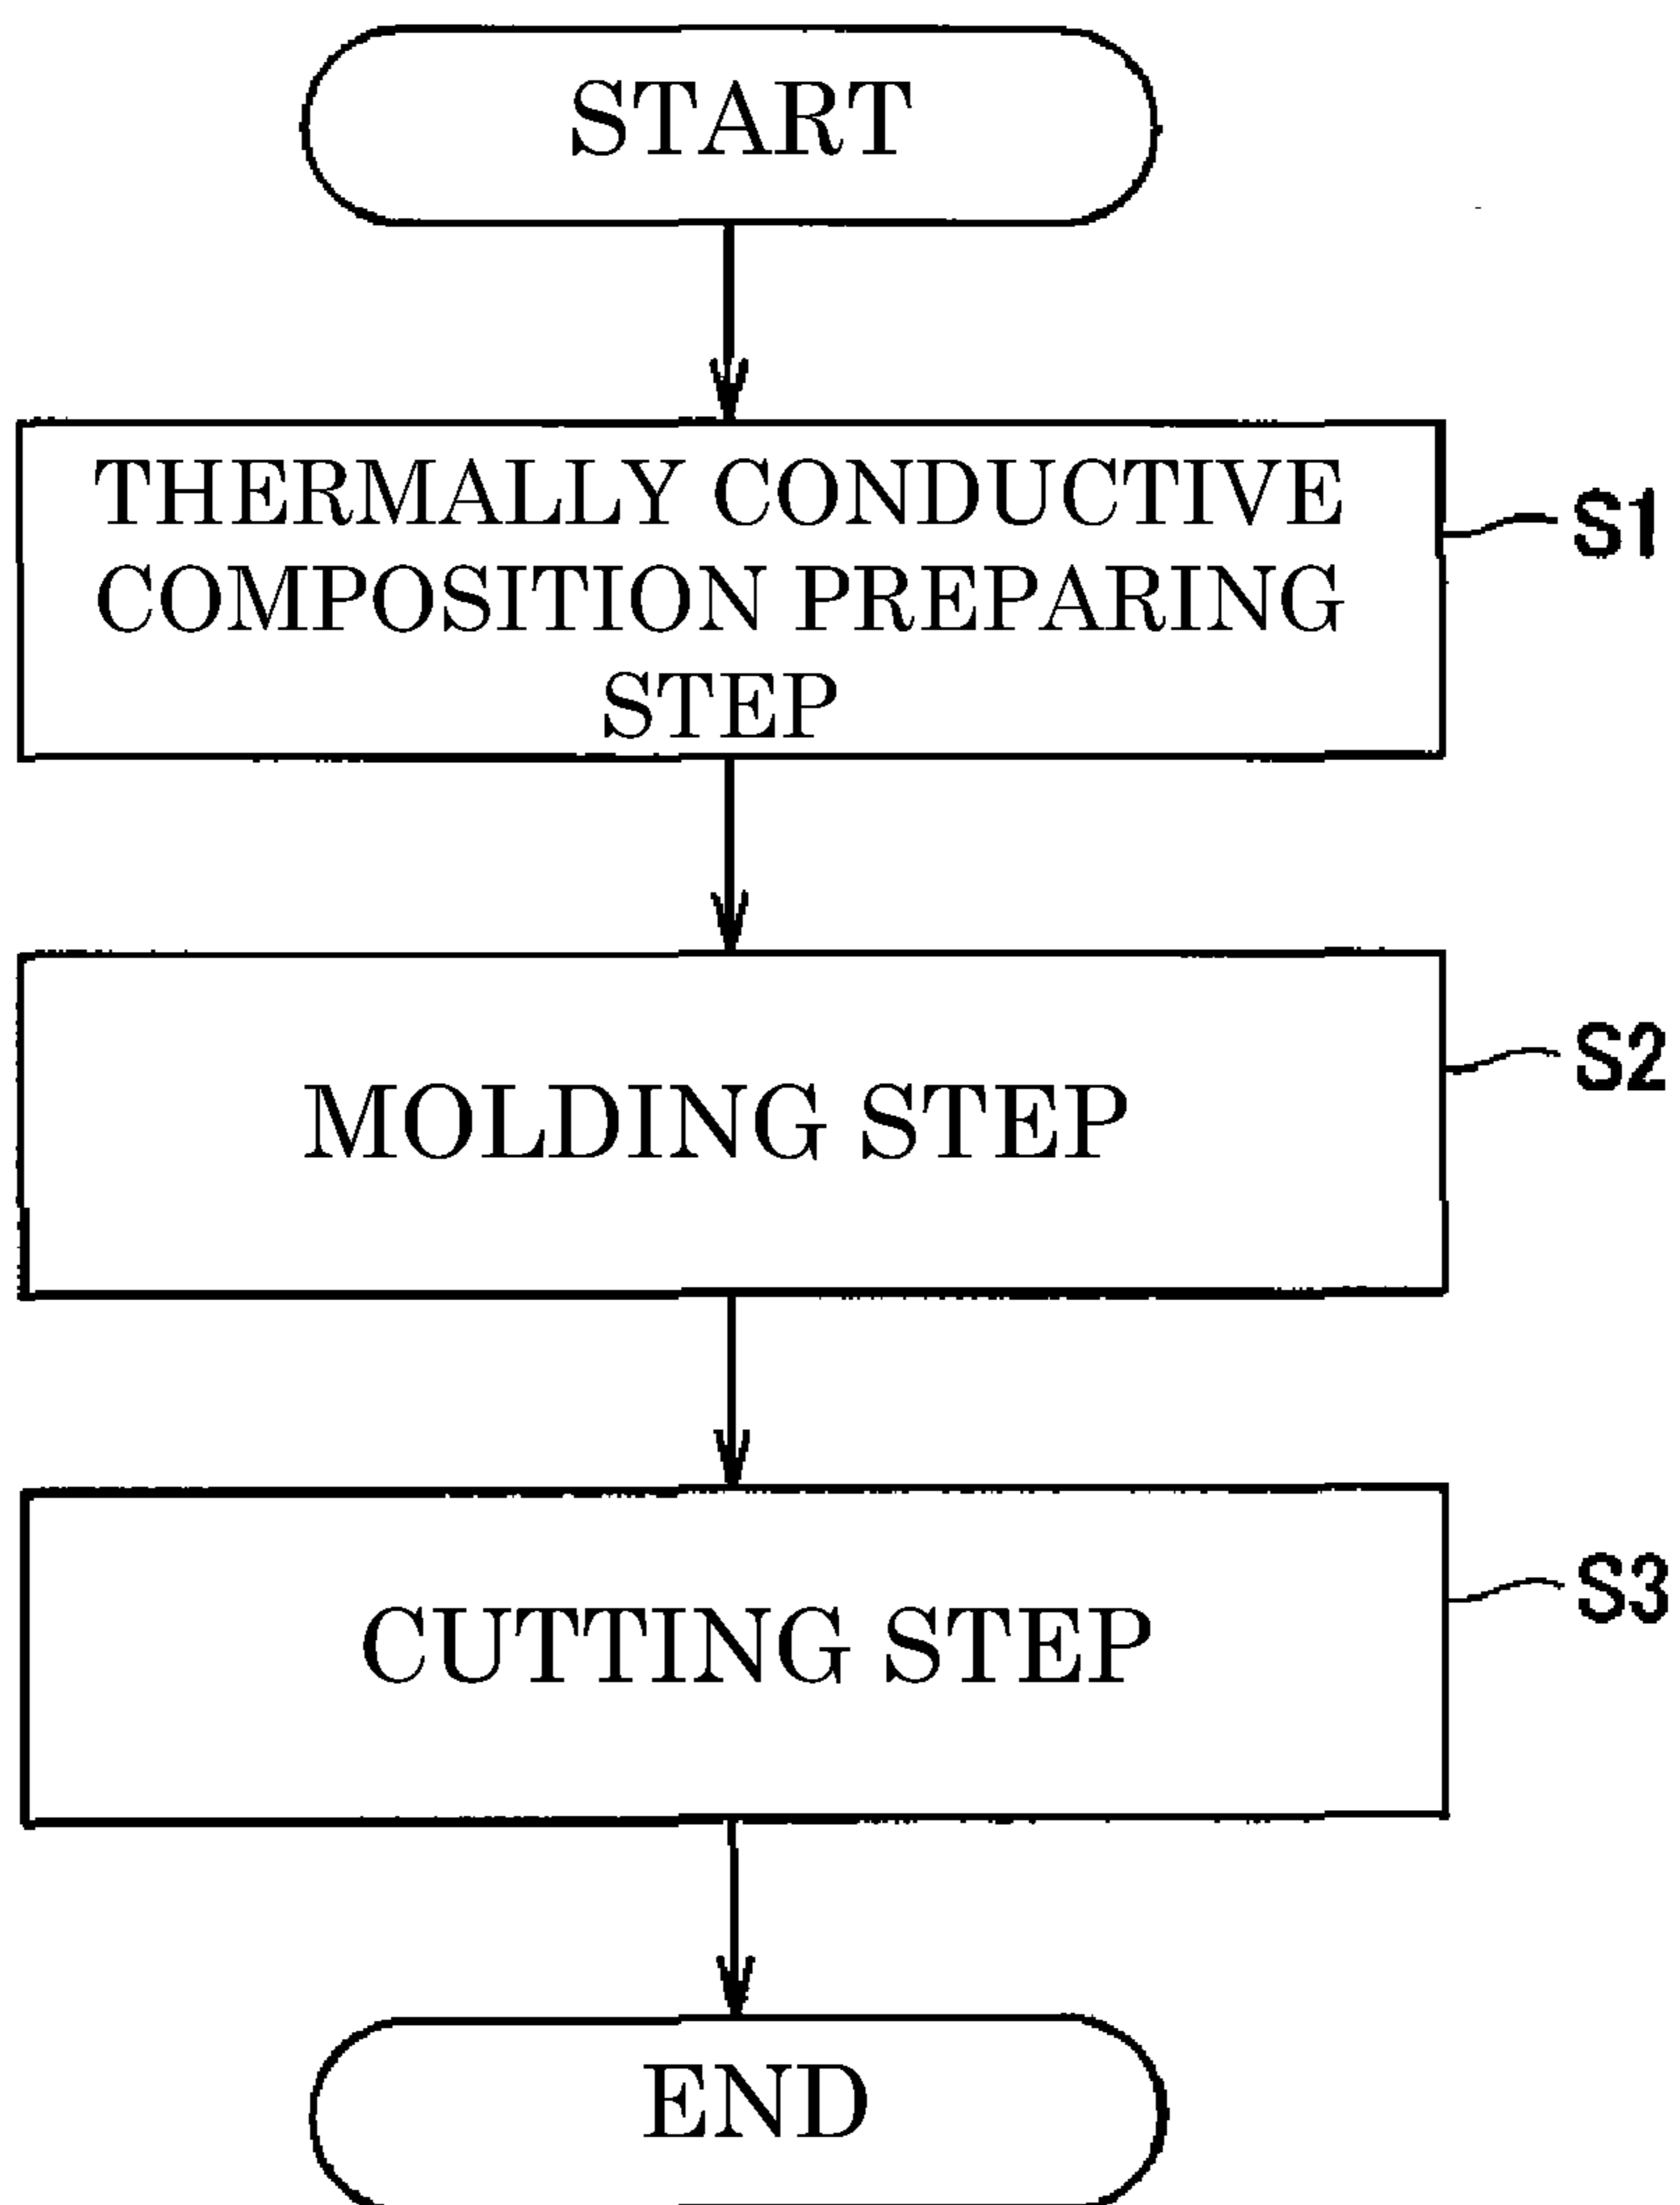 START
THERMALLY CONDUCTIVE
COMPOSITION PREPARING
STEP
S1
MOLDING STEP
S2
CUTTING STEP
S3
END